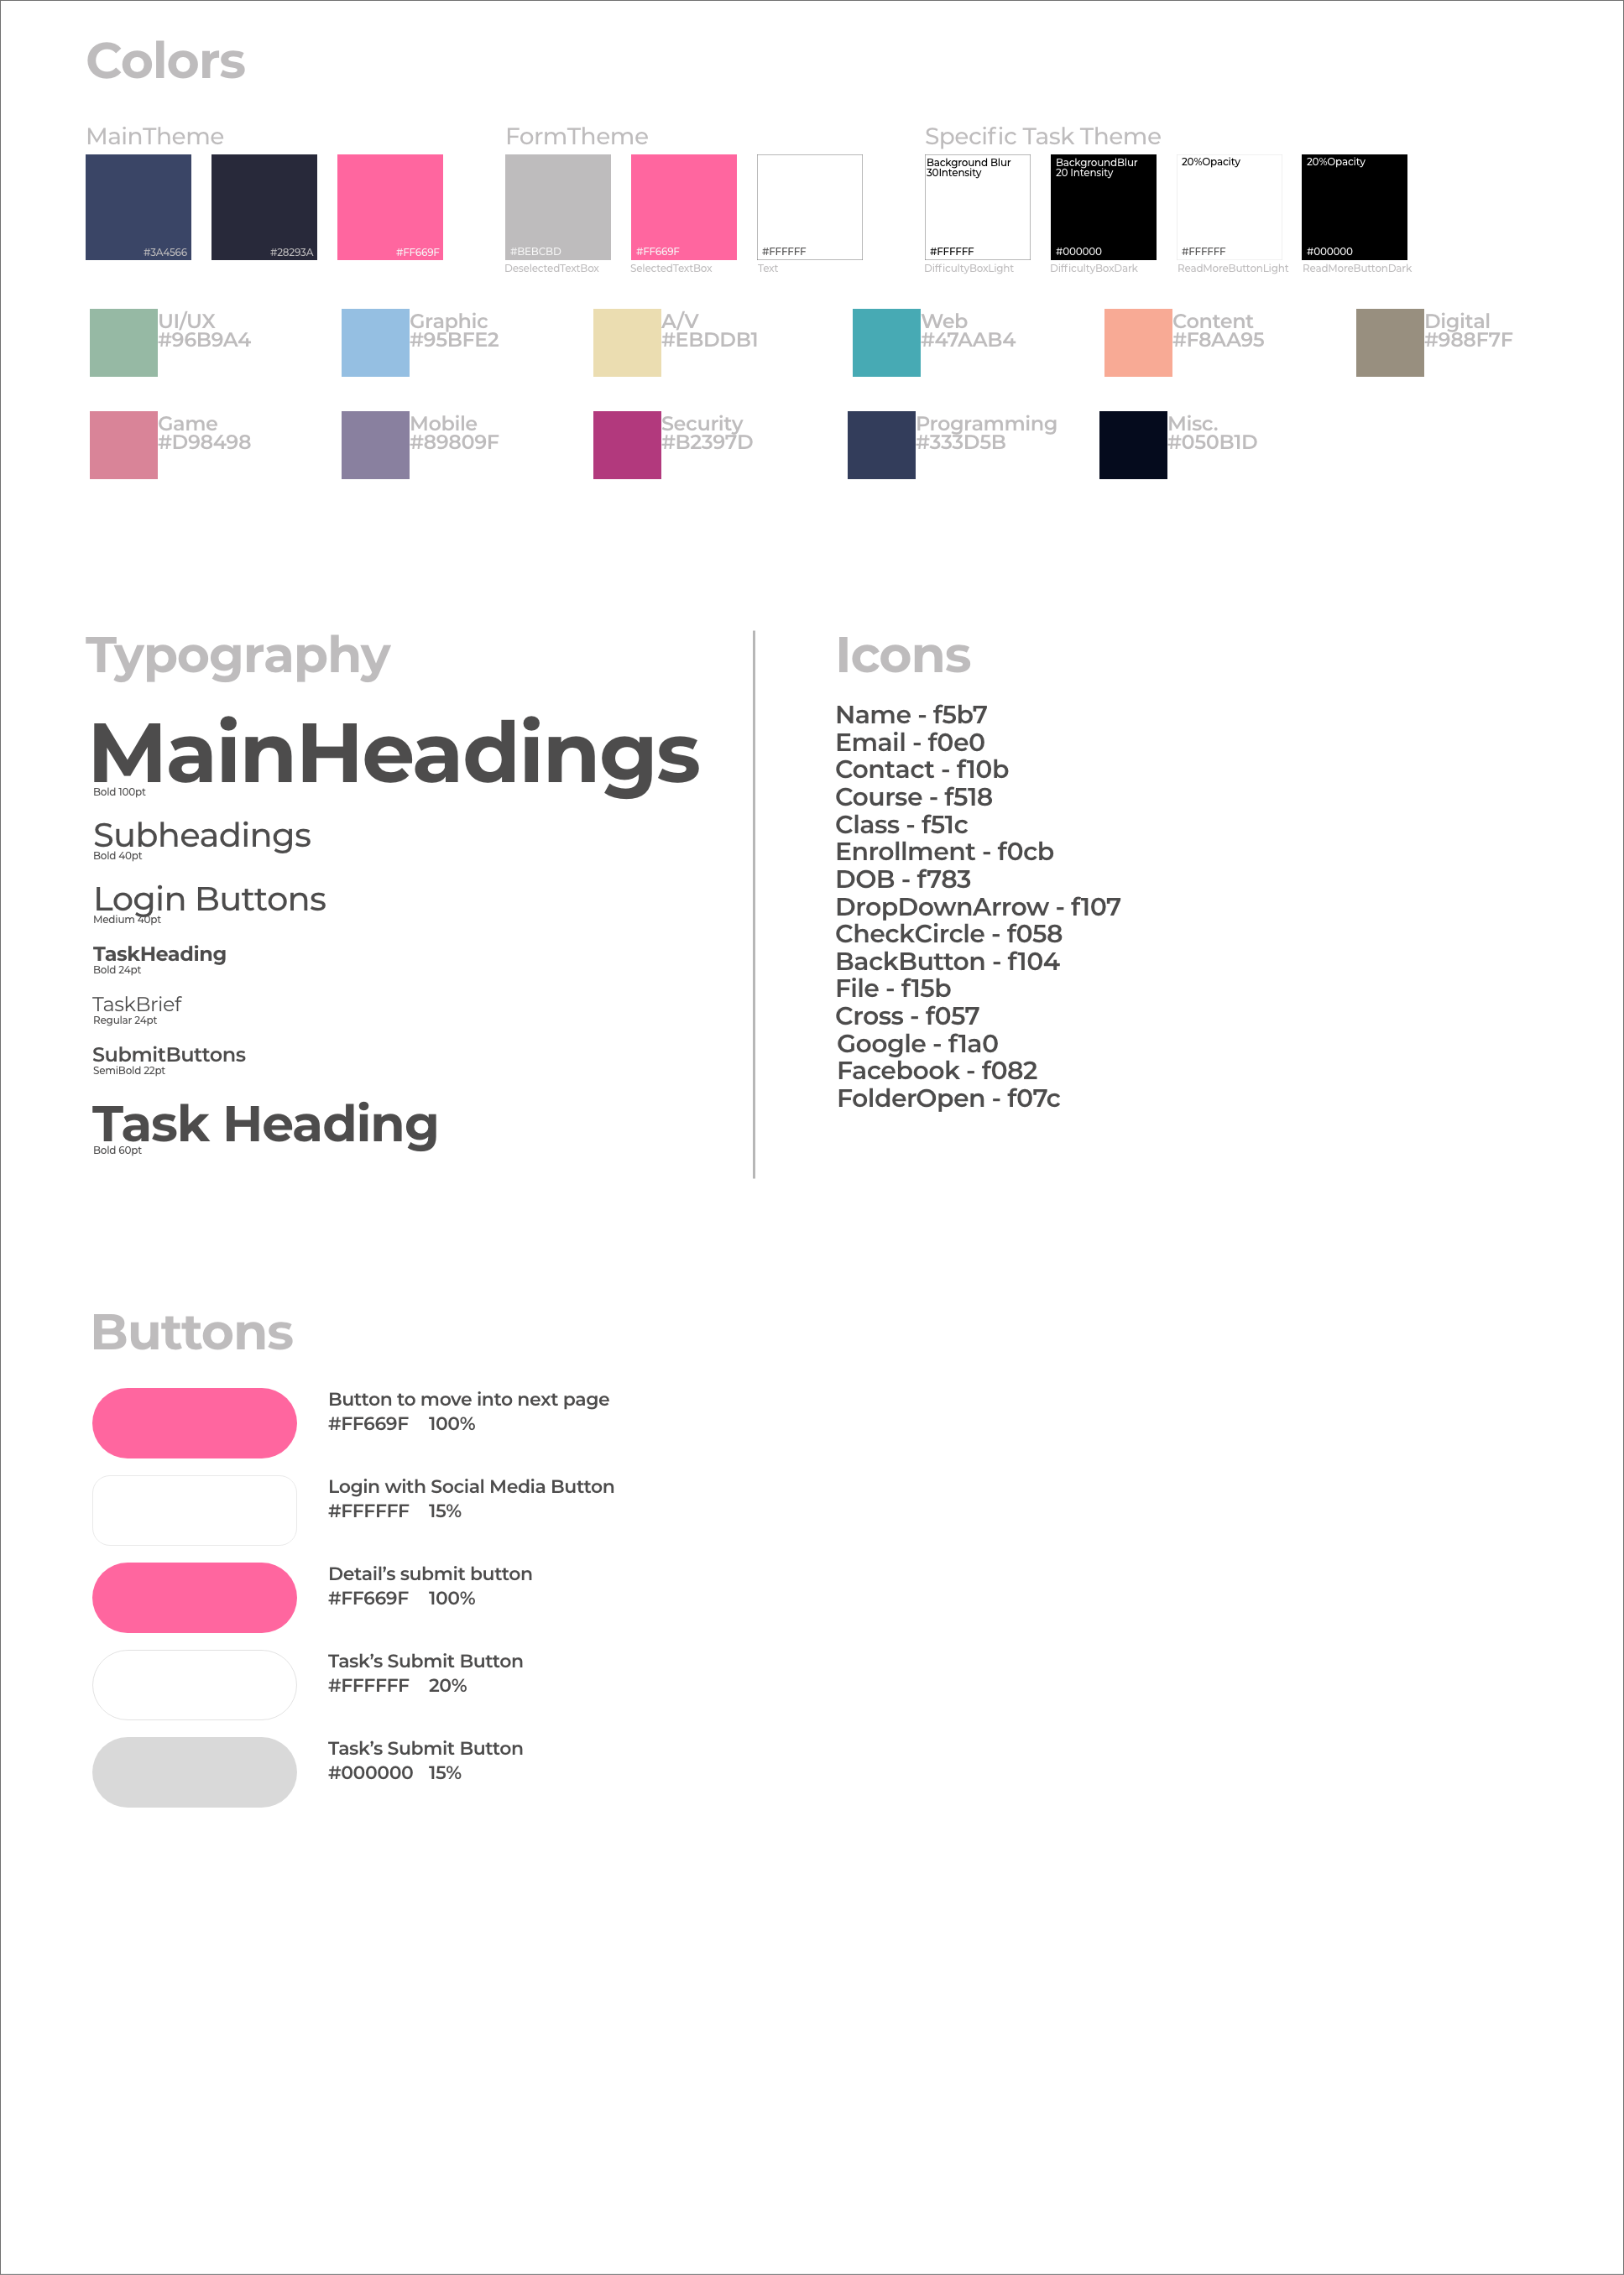 Colors
MainTheme
#3A4566
#28293A
#FF669F
FormTheme
#BEBCBD
DeselectedTextBox
#FF669F
SelectedTextBox
#FFFFFF
Text
Specific Task Theme
Background Blur
30Intensity
#FFFFFF
DifficultyBoxLight
BackgroundBlur
20 Intensity
#000000
DifficultyBoxDark
20%Opacity
#FFFFFF
ReadMoreButtonLight
20%Opacity
#000000
ReadMoreButtonDark
UI/UX
#96B9A4
Graphic
#95BFE2
A/V
#EBDDB1
Web
#47AAB4
Content
#F8AA95
Digital
#988F7F
Game
#D98498
Mobile
#89809F
Security
#B2397D
Programming
#333D5B
Misc.
#050B1D
Typography
MainHeadings
Bold 100pt
Subheadings
Bold 40pt
Login Buttons
Medium 40pt
TaskHeading
Bold 24pt
TaskBrief
Regular 24pt
SubmitButtons
SemiBold 22pt
Task Heading
Bold 60pt
Icons
Name - f5b7
Email - f0e0
Contact - f10b
Course - f518
Class - f51c
Enrollment - f0cb
DOB - f783
DropDownArrow - f107
CheckCircle - f058
BackButton - f104
File - f15b
Cross - f057
Google - f1a0
Facebook - f082
FolderOpen - f07c
Buttons
Button to move into next page
#FF669F 100%
Login with Social Media Button
#FFFFFF 15%
Detail’s submit button
#FF669F 100%
Task’s Submit Button
#FFFFFF 20%
Task’s Submit Button
#000000 15%